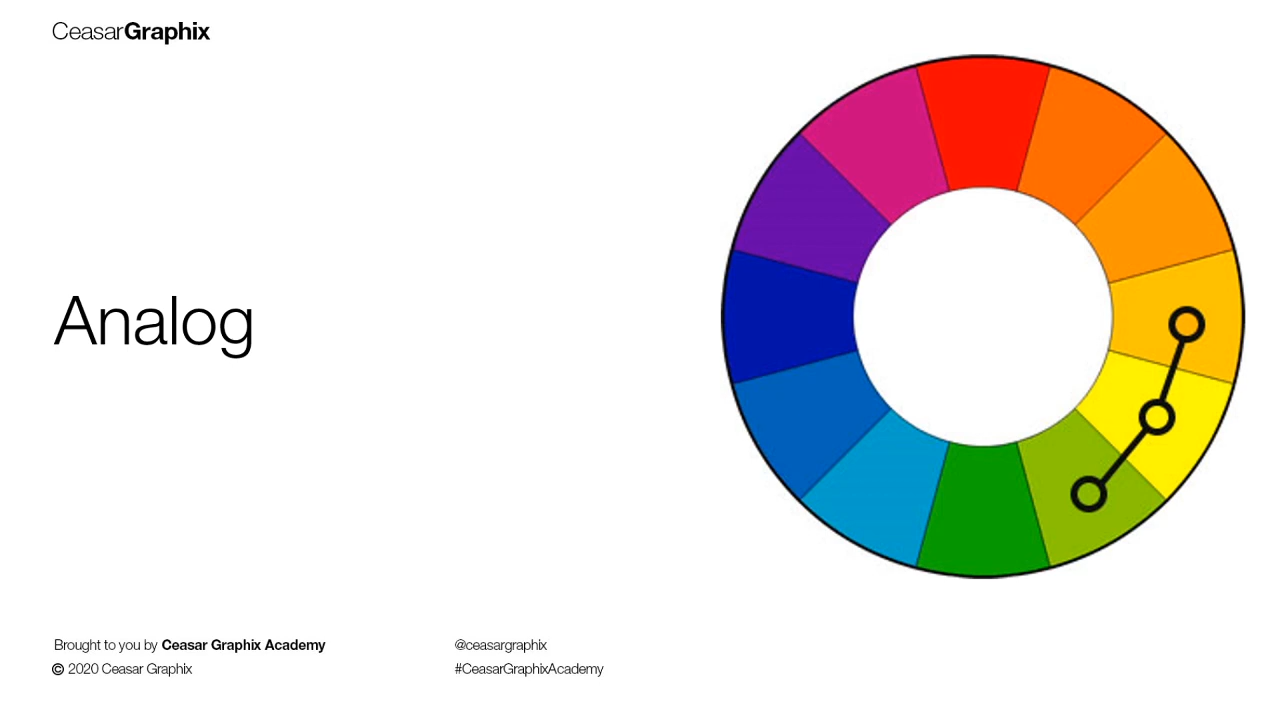 CeasarGraphix
Analog
Brought to you by Ceasar Graphix Academy
© 2020 Ceasar Graphix
@ceasargraphix
#CeasarGraphixAcademy